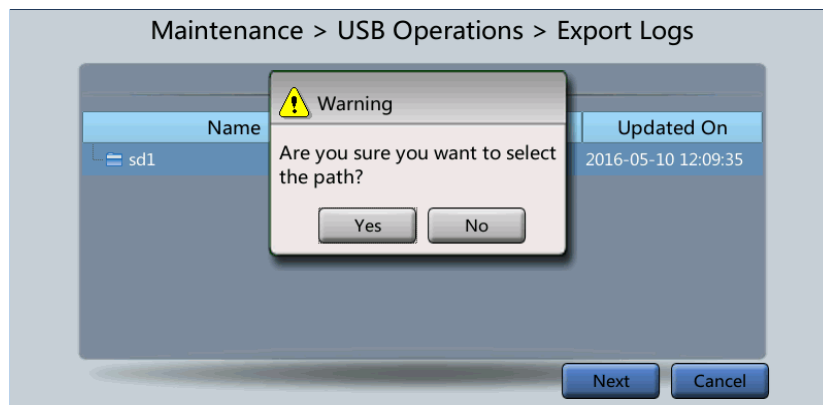 Maintenance > USB Operations > Export Logs
Warning
Name
Updated On
sd1
2016-05-10 12:09:35
Are you sure you want to select
the path?
Yes
No
Next
Cancel